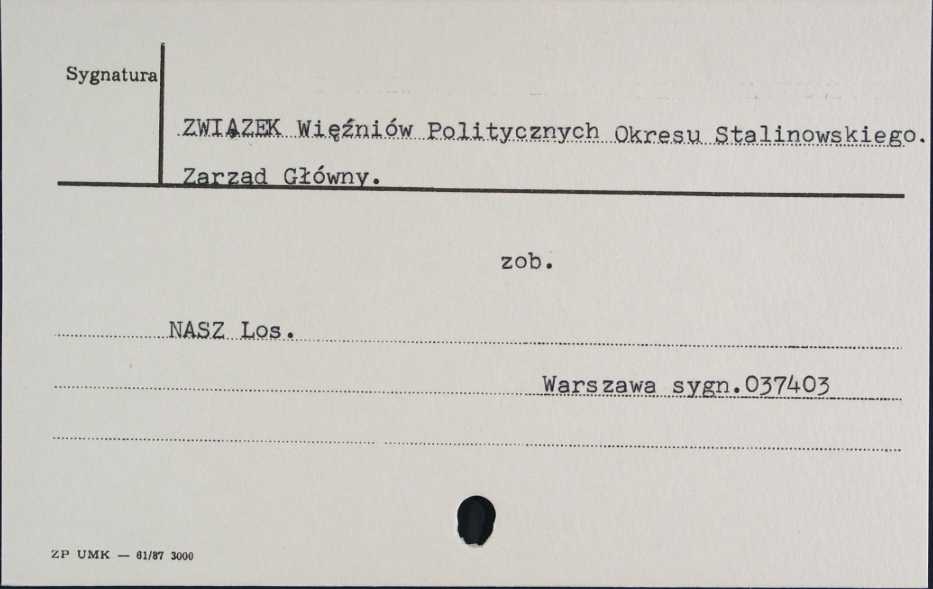 Sygnatura
ZWIĄZEK Więźniów Politycznych Okresu Stalinowskiego.
Zarząd Główny.
zob.
NASZ Los.
Warszawa sygn.037403
ZP UMK — 61/87 3000